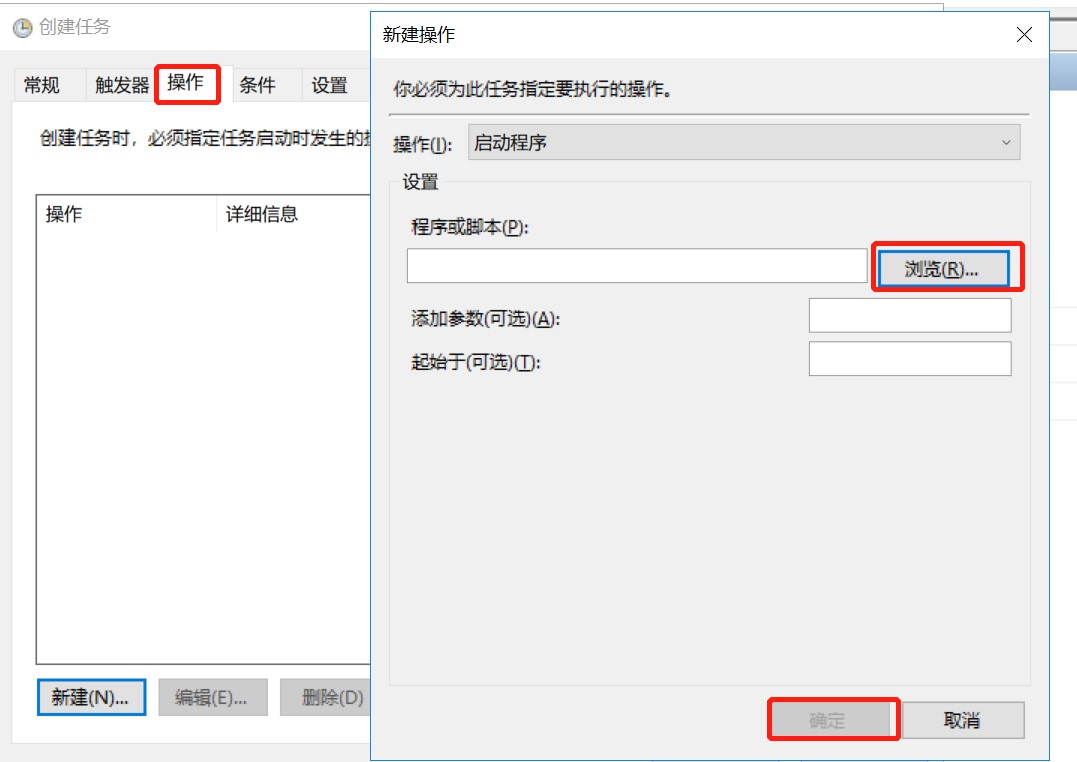 创建任务
常规 触发器 操作 条件 设置
创建任务时，必须指定任务启动时发生的
操作 详细信息
新建(N)... 编辑(E)... 删除(D)
新建操作
你必须为此任务指定要执行的操作。
操作(I): 启动程序
设置
程序或脚本(P):
浏览(R)...
添加参数(可选)(A):
起始于(可选)(T):
确定 取消